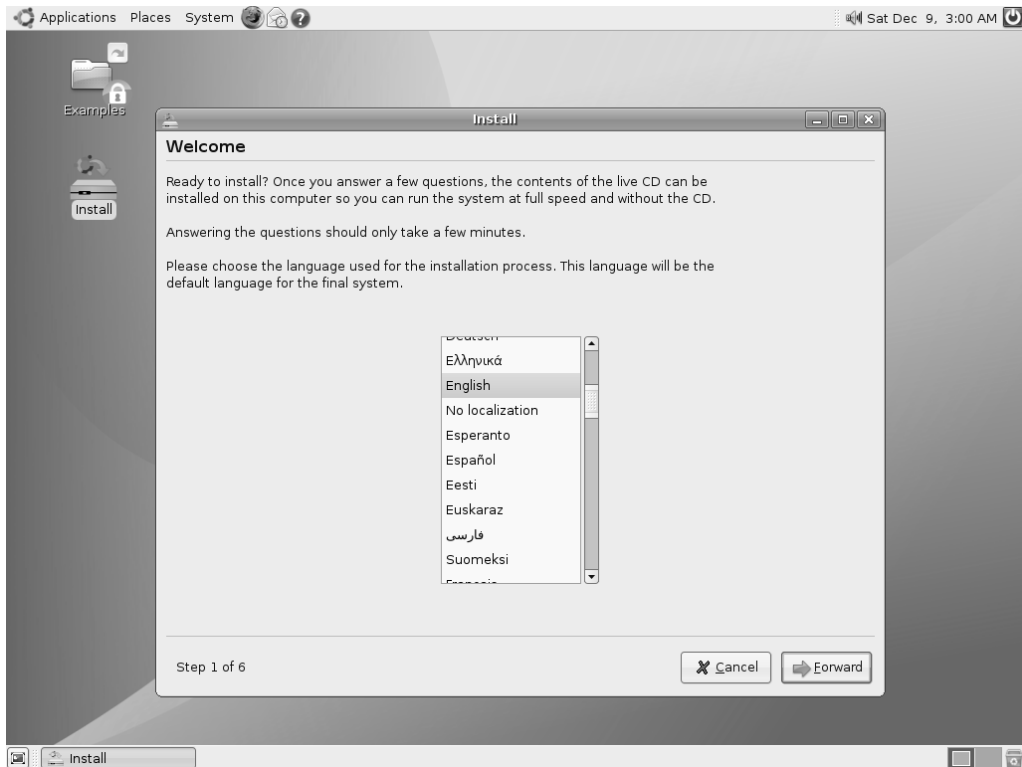 Applications Places System
Sat Dec 9, 3:00 AM
Examples
Install
Install
Welcome
Ready to install? Once you answer a few questions, the contents of the live CD can be
installed on this computer so you can run the system at full speed and without the CD.
Answering the questions should only take a few minutes.
Please choose the language used for the installation process. This language will be the
default language for the final system.
Deutsch
Ελληνικά
English
No localization
Esperanto
Español
Eesti
Euskaraz
فارسی
Suomeksi
Français
Step 1 of 6
Cancel
Forward
Install